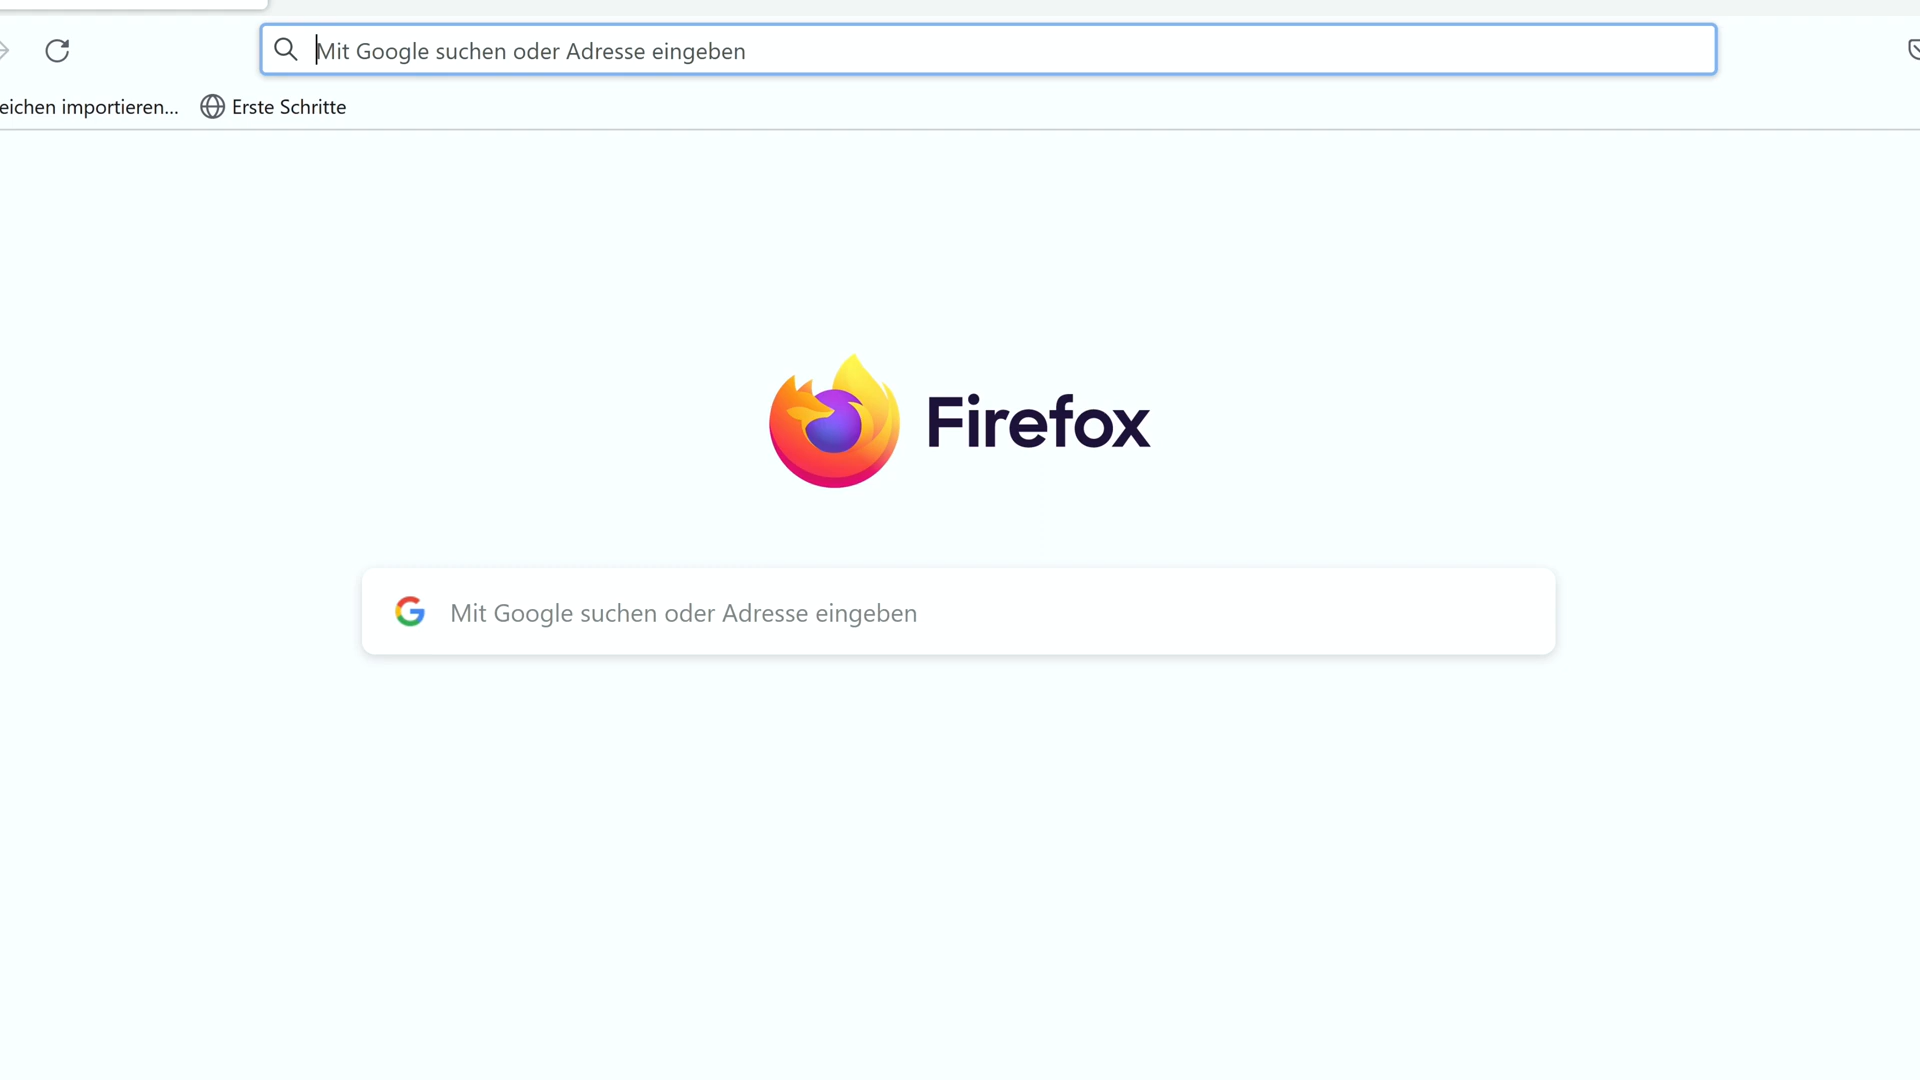 Mit Google suchen oder Adresse eingeben
eichen importieren... Erste Schritte
Firefox
Mit Google suchen oder Adresse eingeben